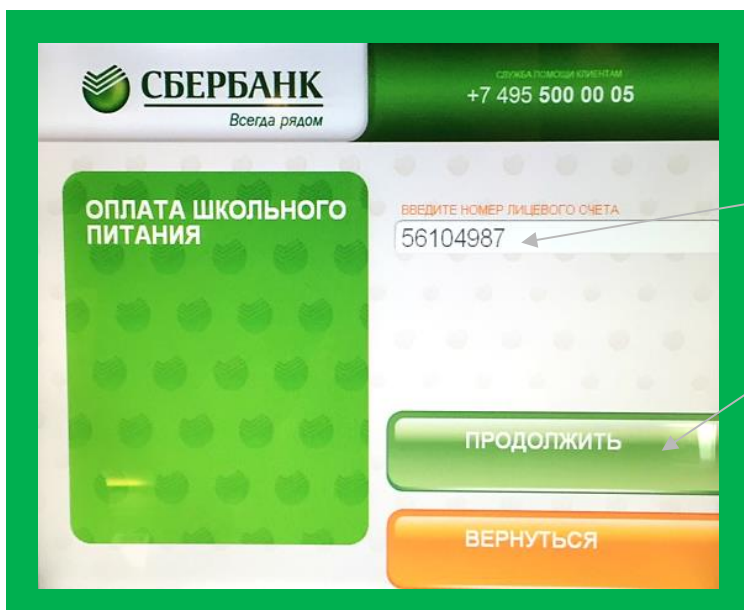 СБЕРБАНК
Всегда рядом
СЛУЖБА ПОМОЩИ КЛИЕНТАМ
+7 495 500 00 05
ОПЛАТА ШКОЛЬНОГО
ПИТАНИЯ
ВВЕДИТЕ НОМЕР ЛИЦЕВОГО СЧЕТА
56104987
ПРОДОЛЖИТЬ
ВЕРНУТЬСЯ